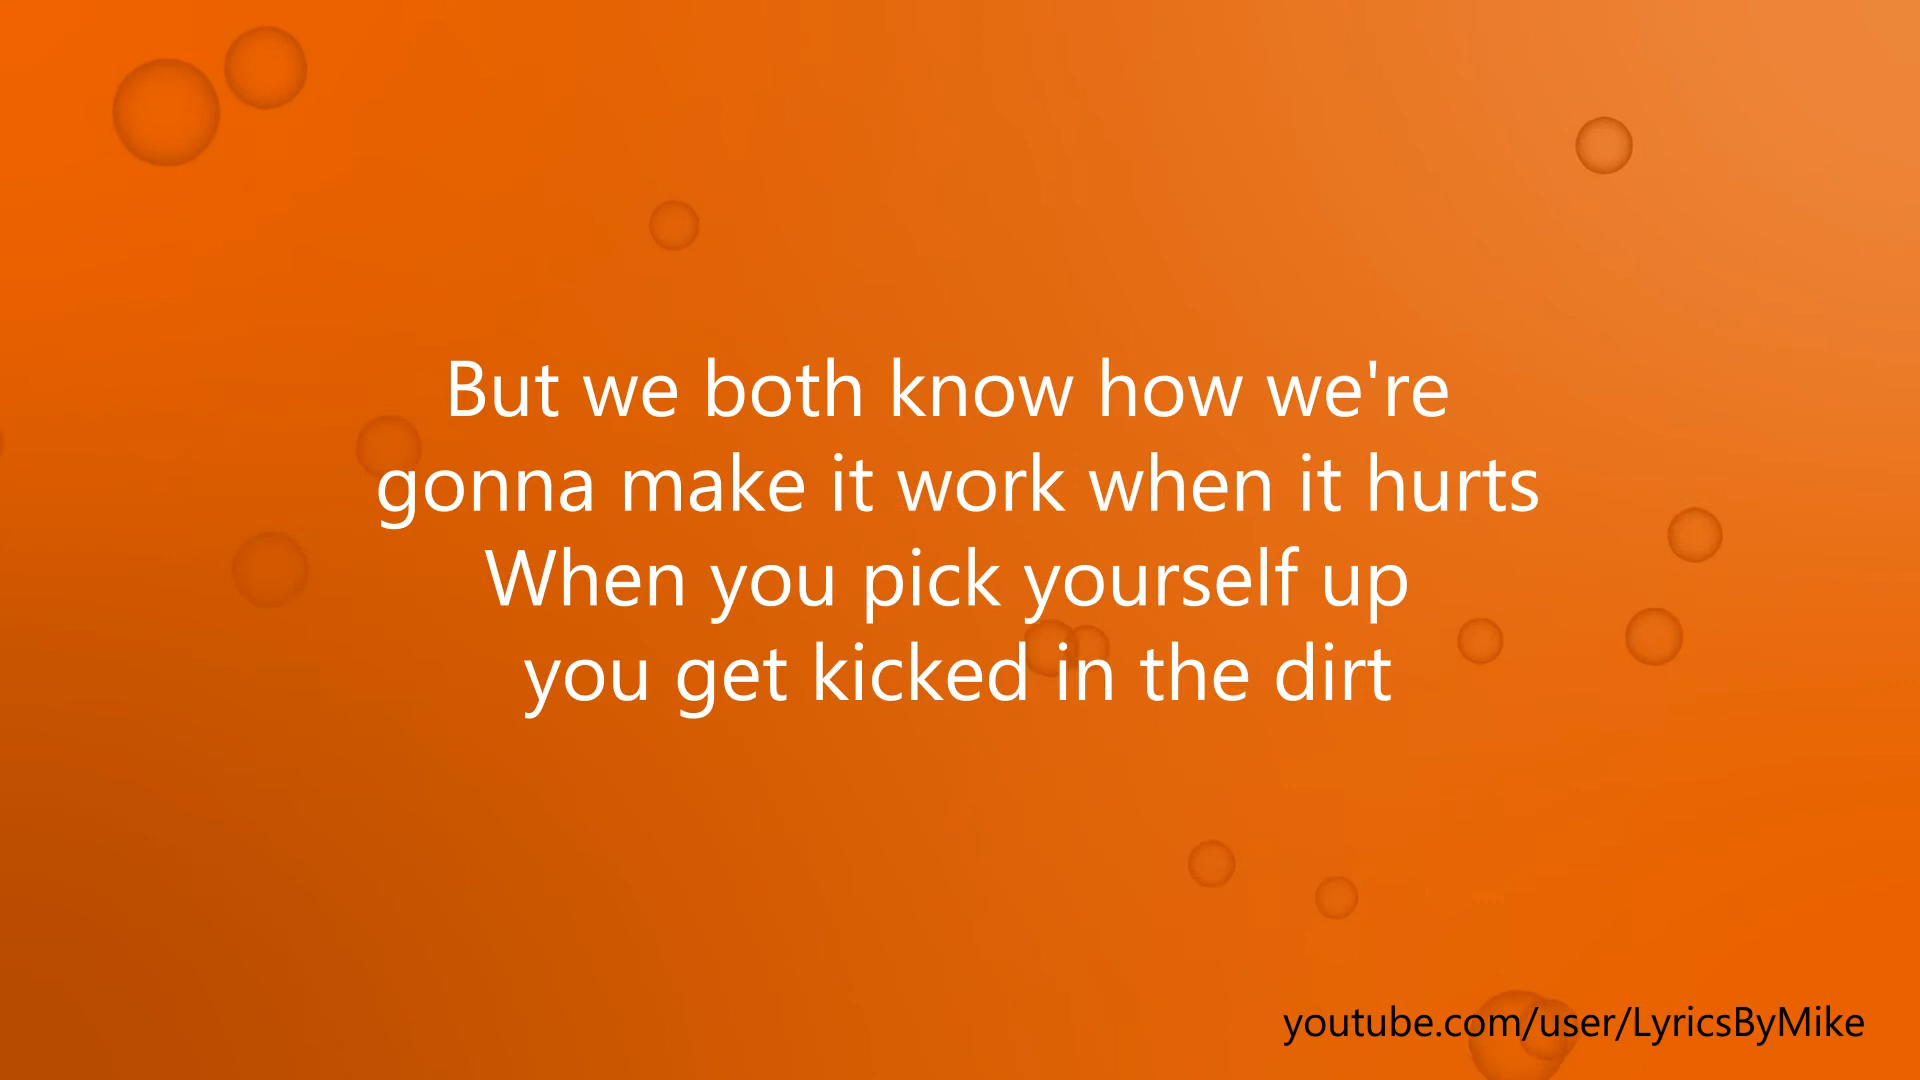 But we both know how we're
gonna make it work when it hurts
When you pick yourself up
you get kicked in the dirt
youtube.com/user/LyricsByMike